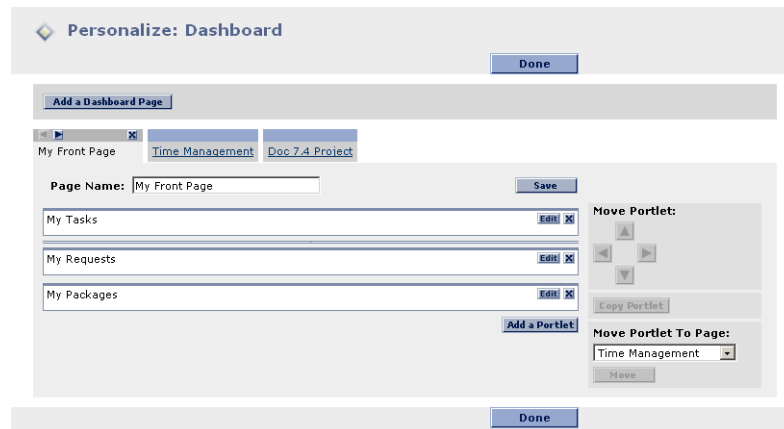 Personalize: Dashboard
Done
Add a Dashboard Page
My Front Page
Time Management
Doc 7.4 Project
Page Name: My Front Page
Save
My Tasks
Edit
My Requests
Edit
My Packages
Edit
Add a Portlet
Move Portlet:
Copy Portlet
Move Portlet To Page:
Time Management
Move
Done